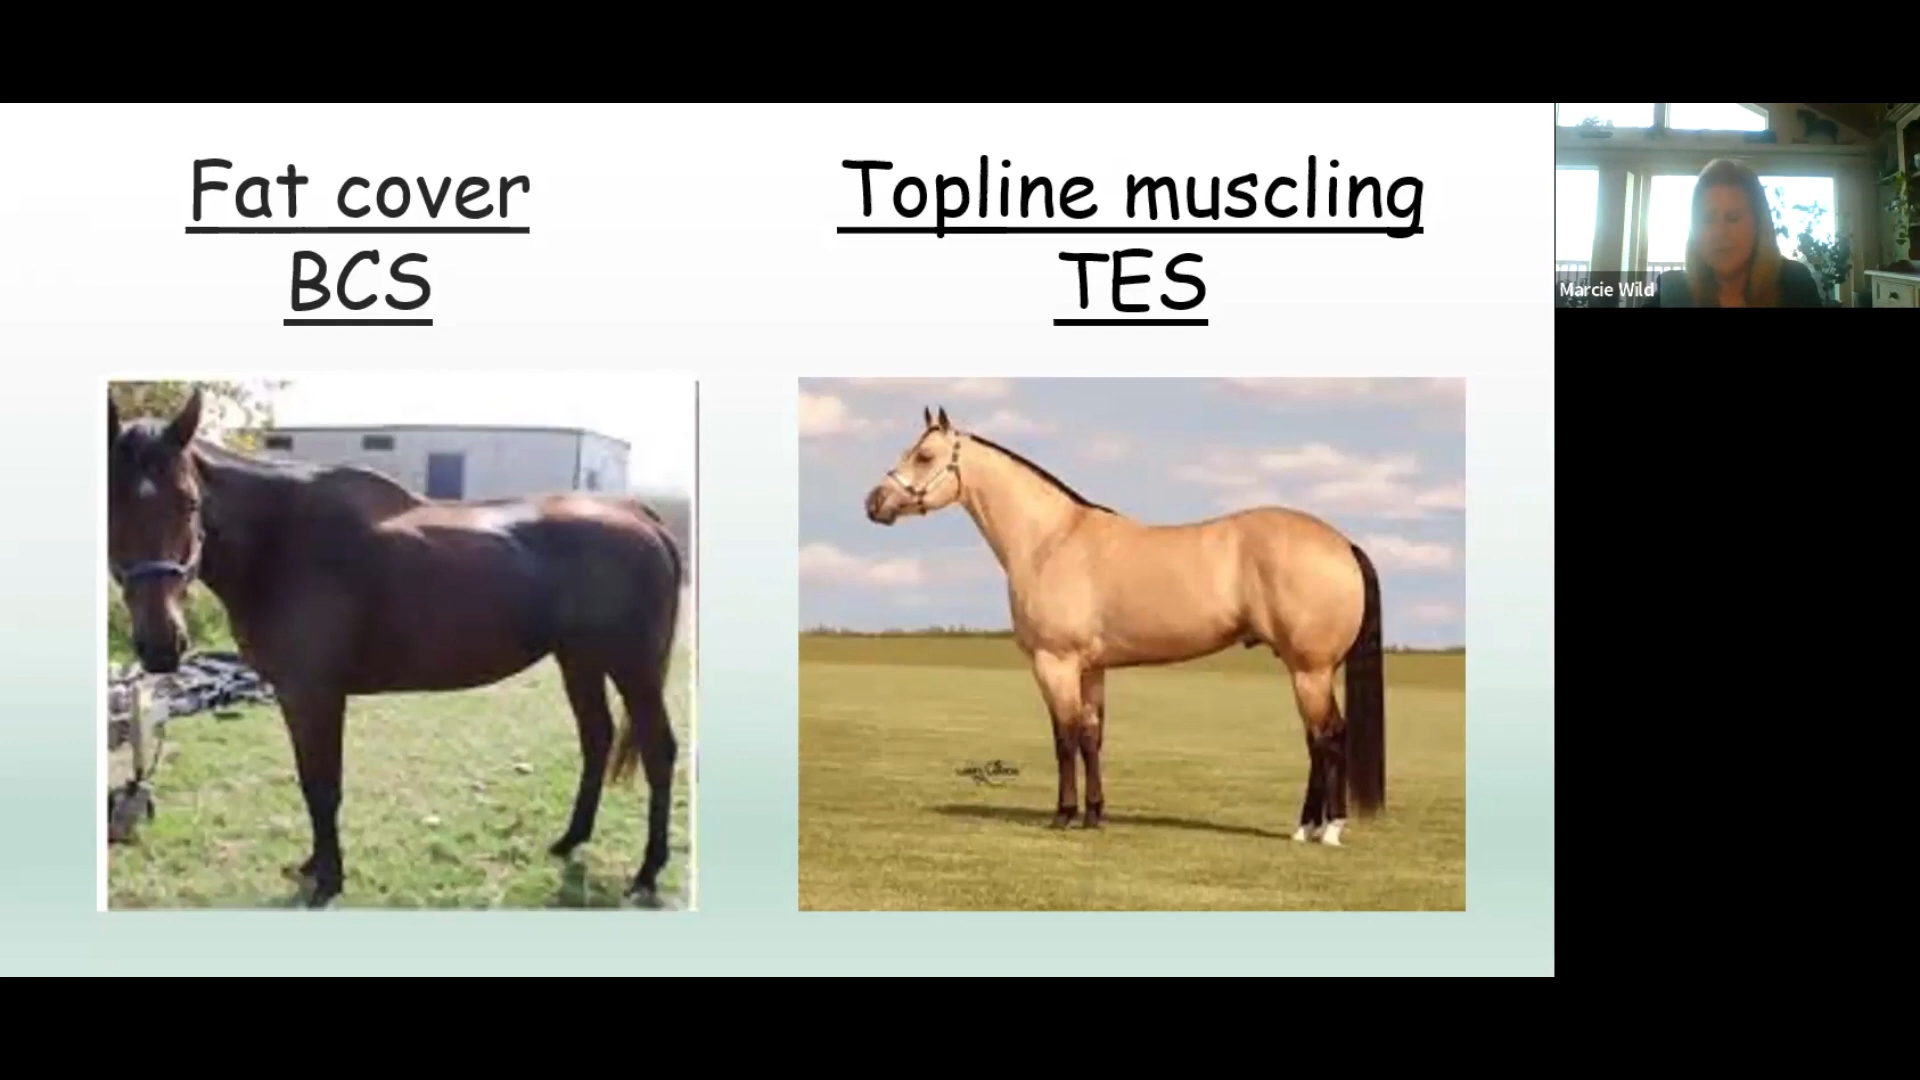 Fat cover
BCS
Topline muscling
TES
Marcie Wild